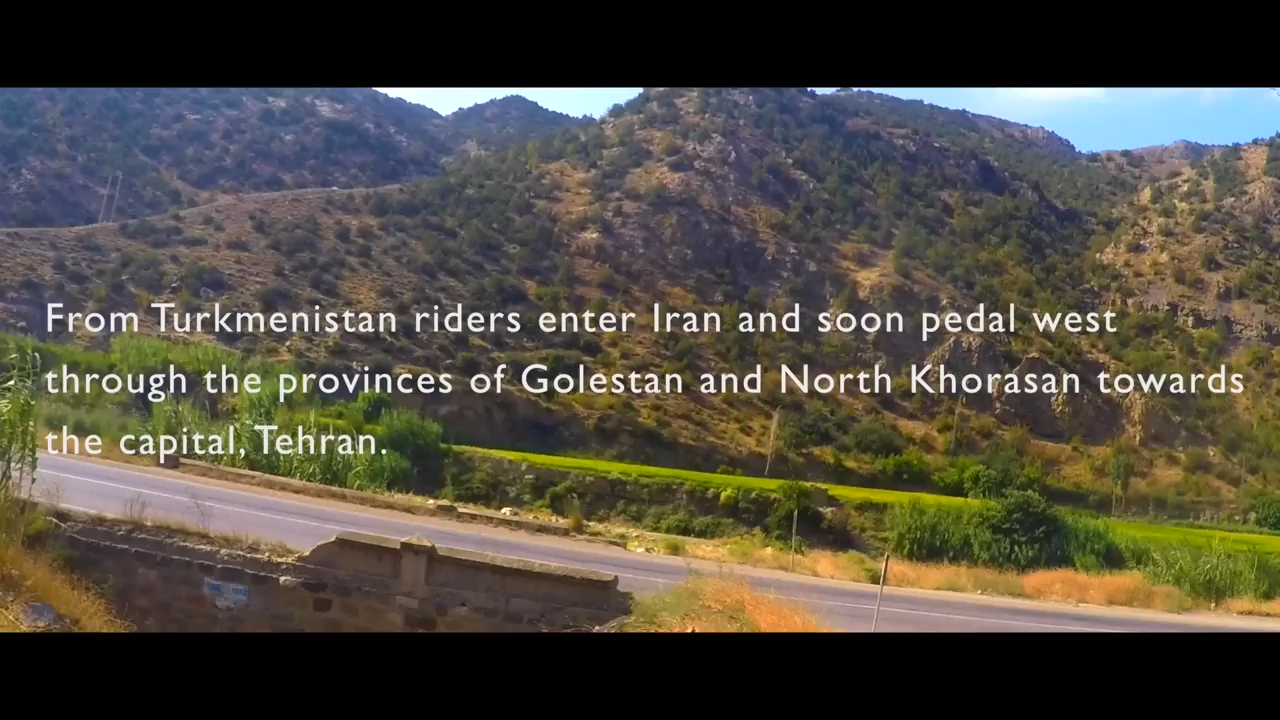 From Turkmenistan riders enter Iran and soon pedal west
through the provinces of Golestan and North Khorasan towards
the capital, Tehran.